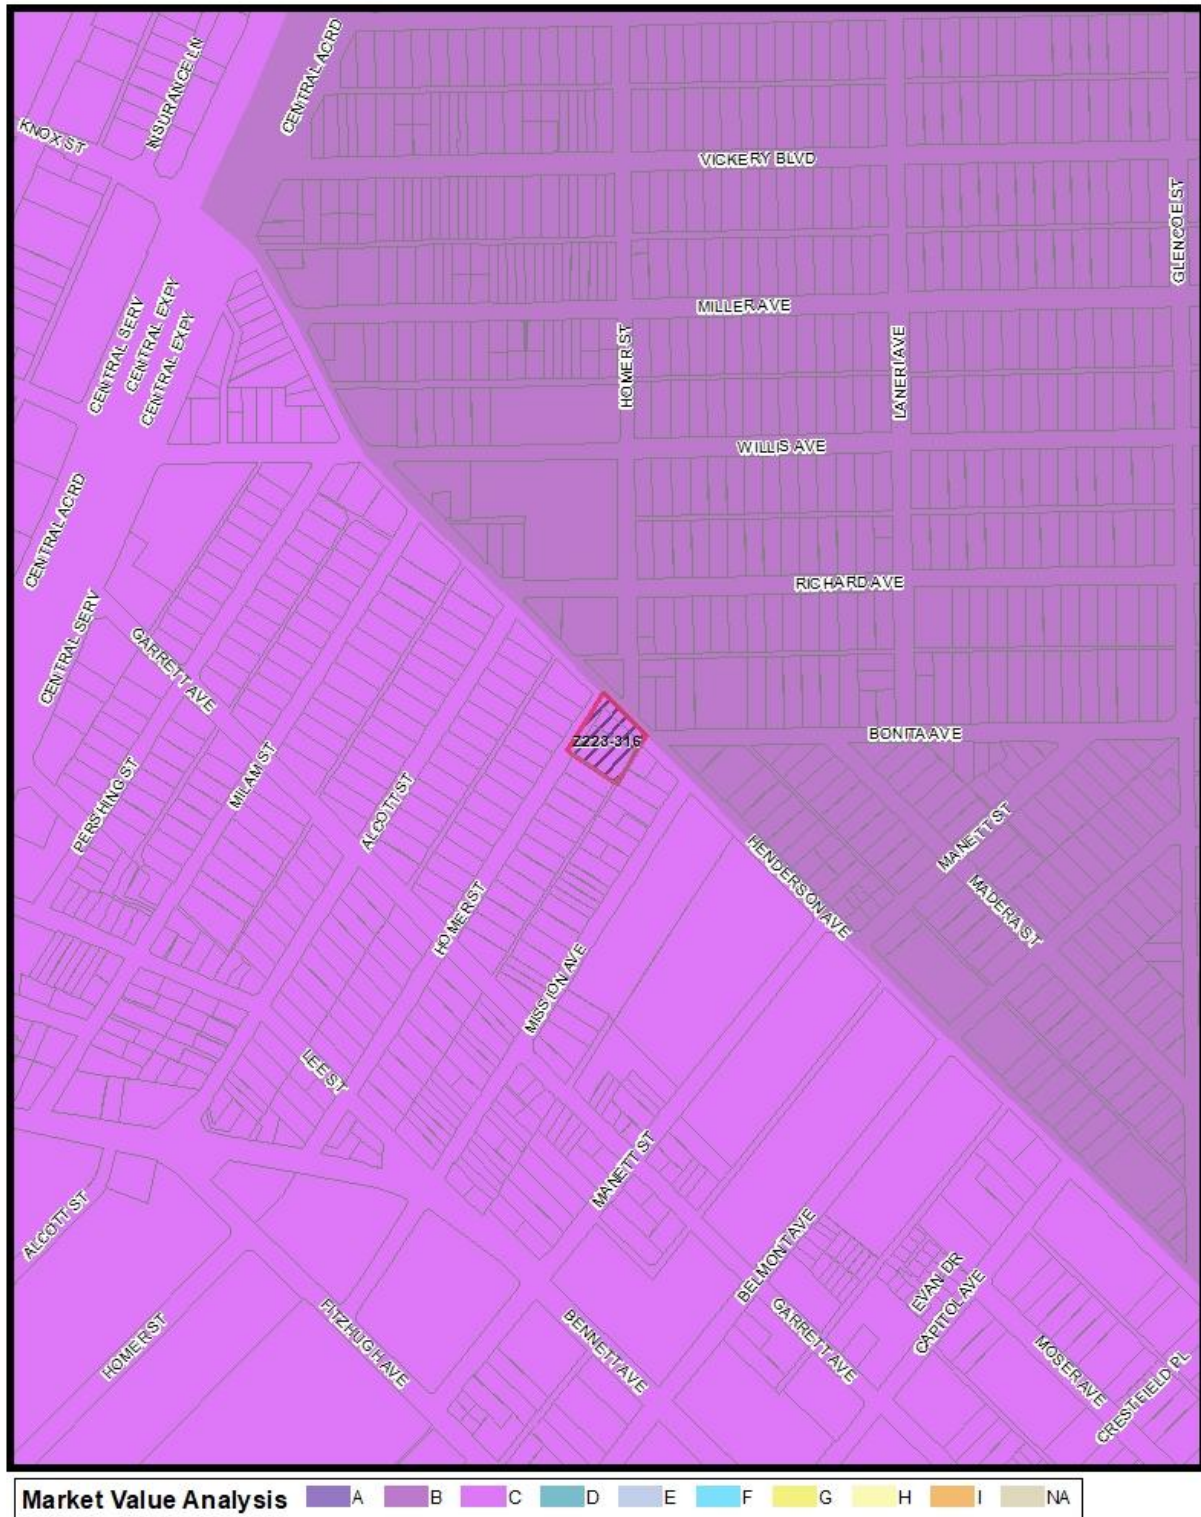 INSURANCE LN
CENTRAL ACRD
KNOX ST
VICKERY BLVD
GLENCOE ST
CENTRAL SERV
CENTRAL EXPY
CENTRAL EXPY
MILLER AVE
HOMER ST
LANERI AVE
WILLIS AVE
CENTRAL ACRD
RICHARD AVE
CENTRAL SERV
GARRETT AVE
Z223-316
BONITA AVE
PERSHING ST
MILAM ST
ALCOTT ST
MANETT ST
HENDERSON AVE
MADERA ST
HOMER ST
MISSION AVE
LEE ST
MANETT ST
ALCOTT ST
BELMONT AVE
EVAN DR
CAPITOL AVE
HOMER ST
FITZHUGH AVE
BENNETT AVE
GARRETT AVE
MOSER AVE
CRESTFIELD PL
Market Value Analysis A B C D E F G H I NA